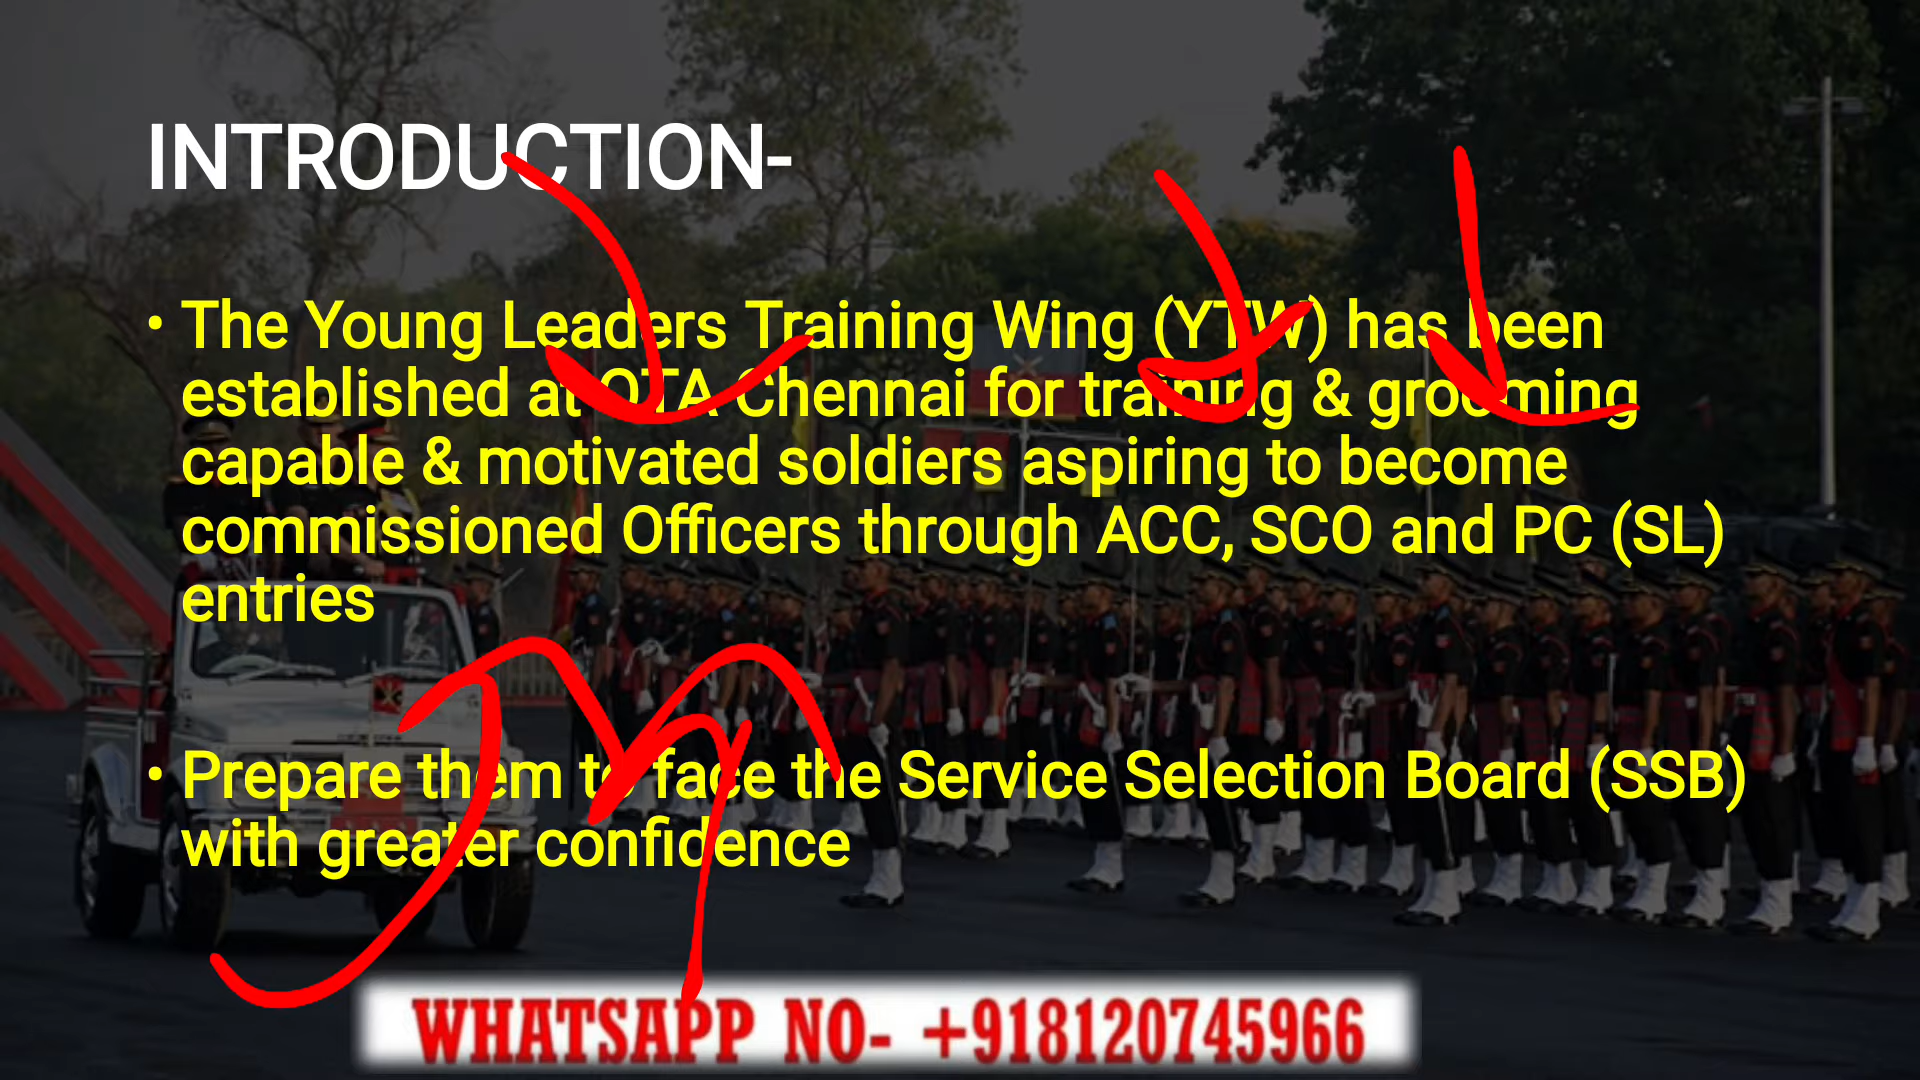 INTRODUCTION-
• The Young Leaders Training Wing (YTW) has been
established at OTA Chennai for training & grooming
capable & motivated soldiers aspiring to become
commissioned Officers through ACC, SCO and PC (SL)
entries
• Prepare them to face the Service Selection Board (SSB)
with greater confidence
WHATSAPP NO- +918120745966